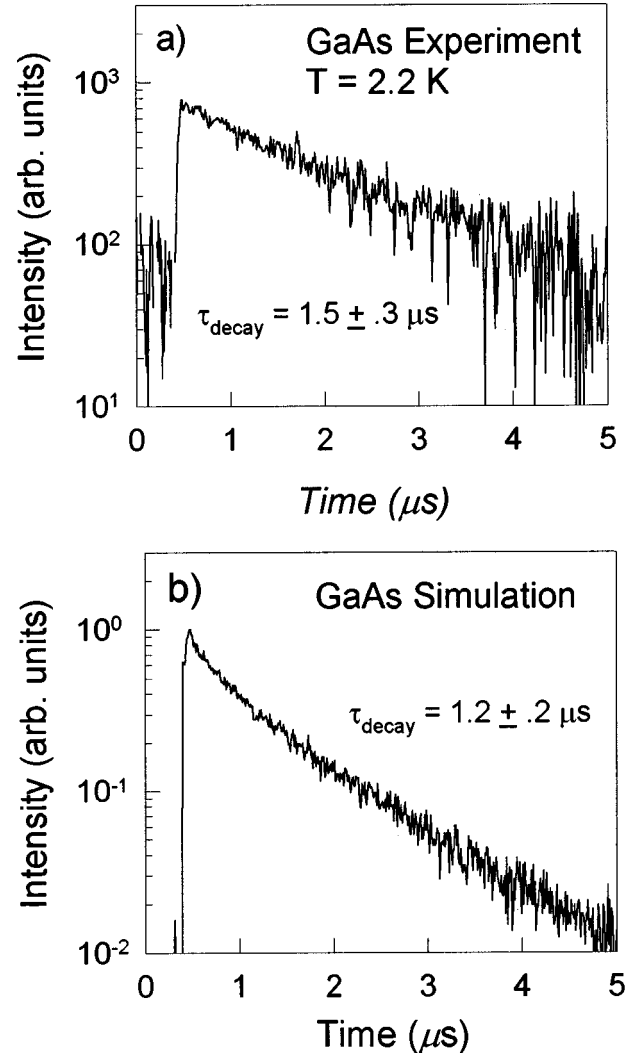 a)
GaAs Experiment
T = 2.2 K
10³
10²
10¹
Intensity (arb. units)
τdecay = 1.5 ± .3 μs
0 1 2 3 4 5
Time (μs)
b)
GaAs Simulation
10⁰
10⁻¹
10⁻²
Intensity (arb. units)
τdecay = 1.2 ± .2 μs
0 1 2 3 4 5
Time (μs)